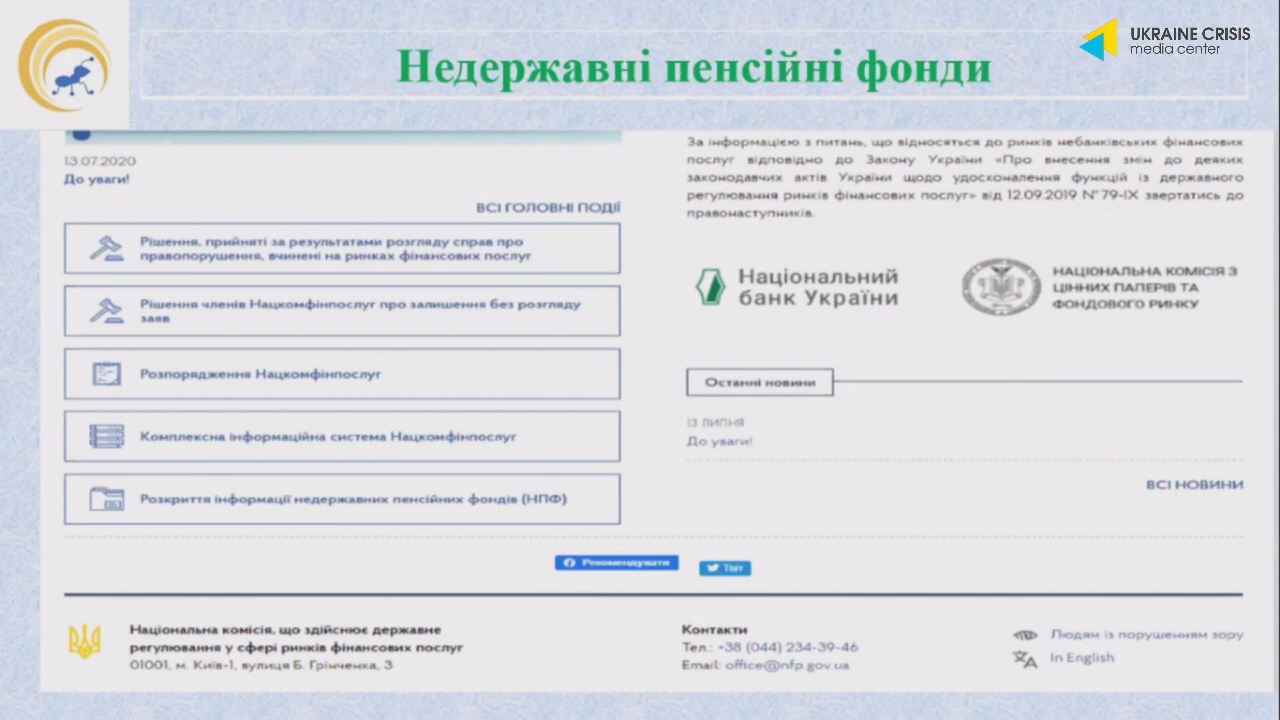 UKRAINE CRISIS
media center
Недержавні пенсійні фонди
13.07.2020
До уваги!
ВСІ ГОЛОВНІ ПОДІЇ
Рішення, прийняті за результатами розгляду справ про
правопорушення, вчинені на ринках фінансових послуг
Рішення членів Нацкомфінпослуг про залишення без розгляду
заяв
Розпорядження Нацкомфінпослуг
Комплексна інформаційна система Нацкомфінпослуг
Розкриття інформації недержавних пенсійних фондів (НПФ)
За інформацією з питань, що відносяться до ринків небанківських фінансових
послуг відповідно до Закону України «Про внесення змін до деяких
законодавчих актів України щодо удосконалення функцій із державного
регулювання ринків фінансових послуг» від 12.09.2019 N°79-IX звертатись до
правонаступників.
Національний
банк України
НАЦІОНАЛЬНА КОМІСІЯ З
ЦІННИХ ПАПЕРІВ ТА
ФОНДОВОГО РИНКУ
Останні новини
13 ЛИПНЯ
До уваги!
ВСІ НОВИНИ
Рекомендувати
Твіт
Національна комісія, що здійснює державне
регулювання у сфері ринків фінансових послуг
01001, м. Київ-1, вулиця Б. Грінченка, 3
Контакти
Тел.: +38 (044) 234-39-46
Email: office@nfp.gov.ua
Людям із порушенням зору
In English